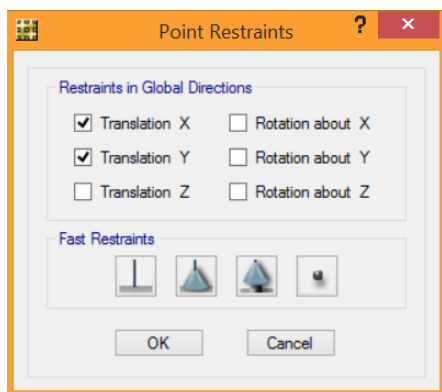 Point Restraints
?
×
Restraints in Global Directions
Translation X
Rotation about X
Translation Y
Rotation about Y
Translation Z
Rotation about Z
Fast Restraints
OK
Cancel